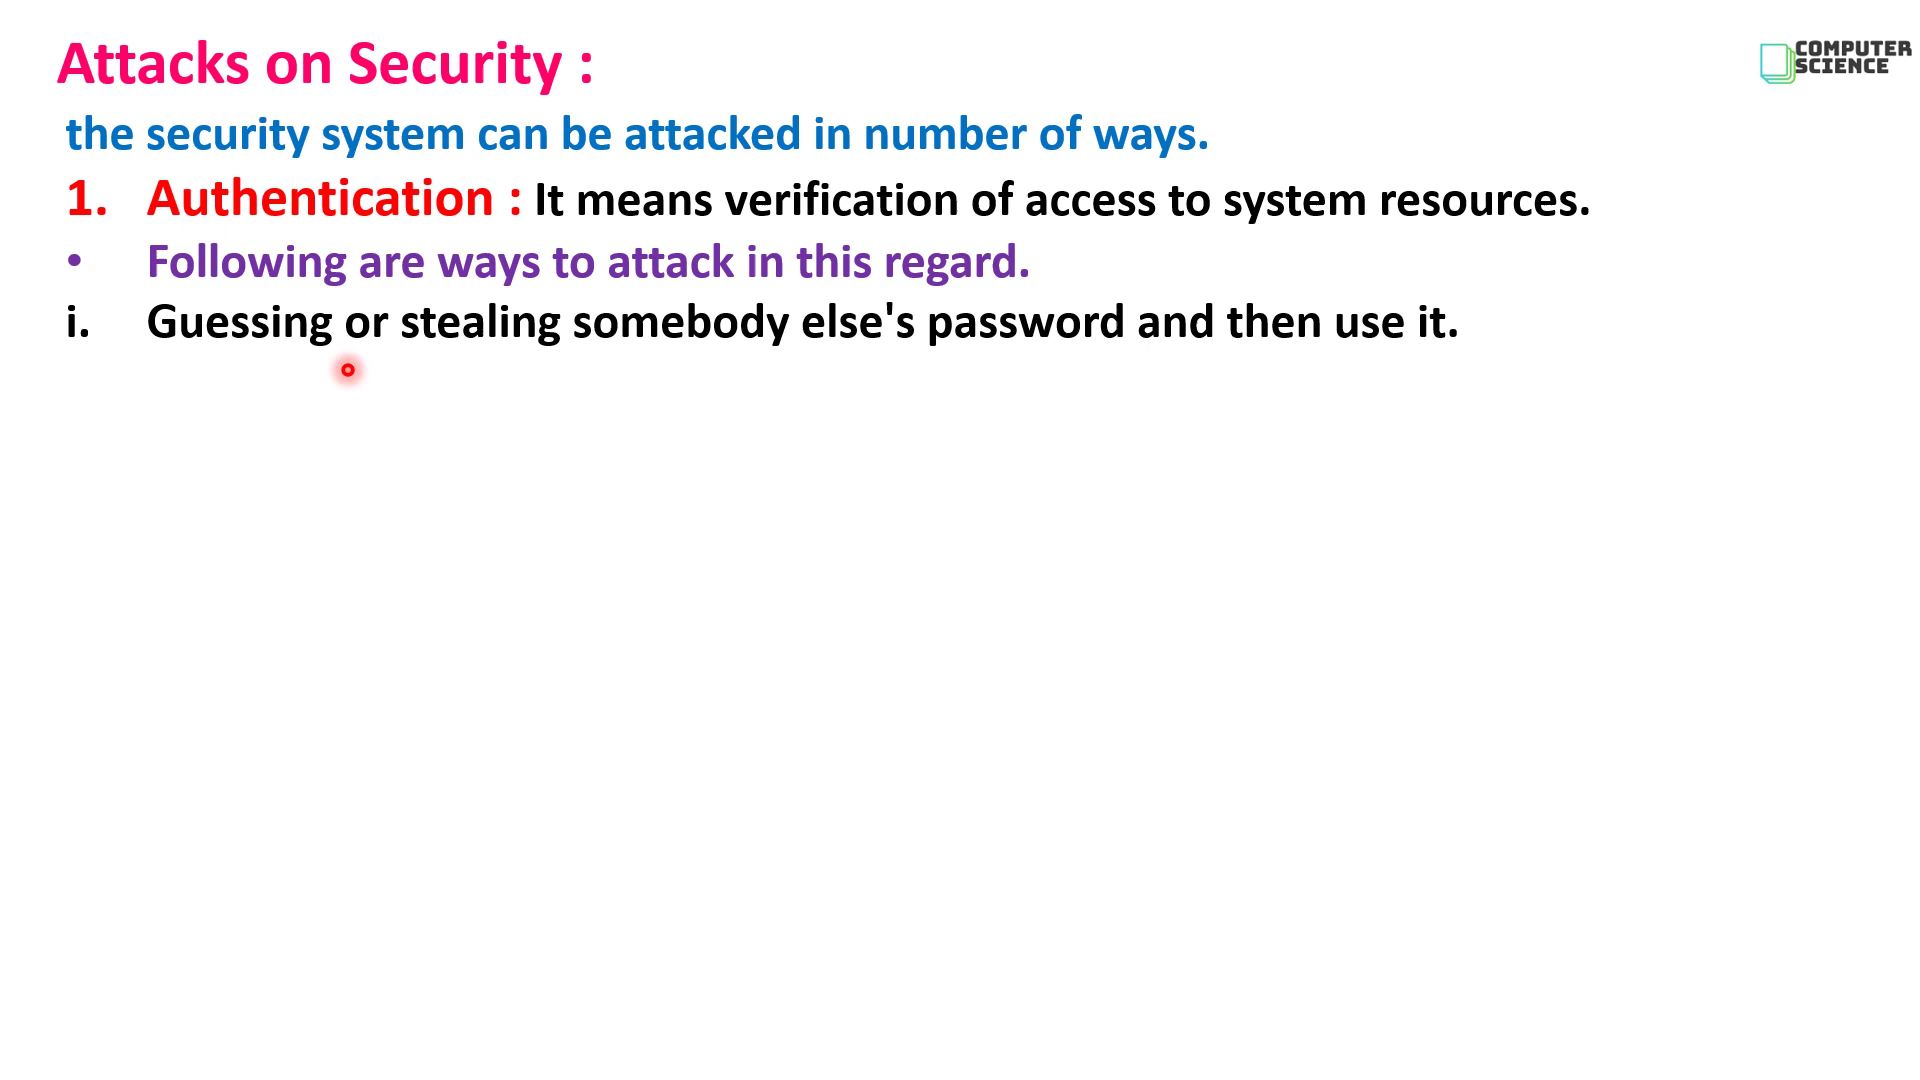 Attacks on Security :
COMPUTER
SCIENCE
the security system can be attacked in number of ways.
1. Authentication : It means verification of access to system resources.
• Following are ways to attack in this regard.
i. Guessing or stealing somebody else's password and then use it.